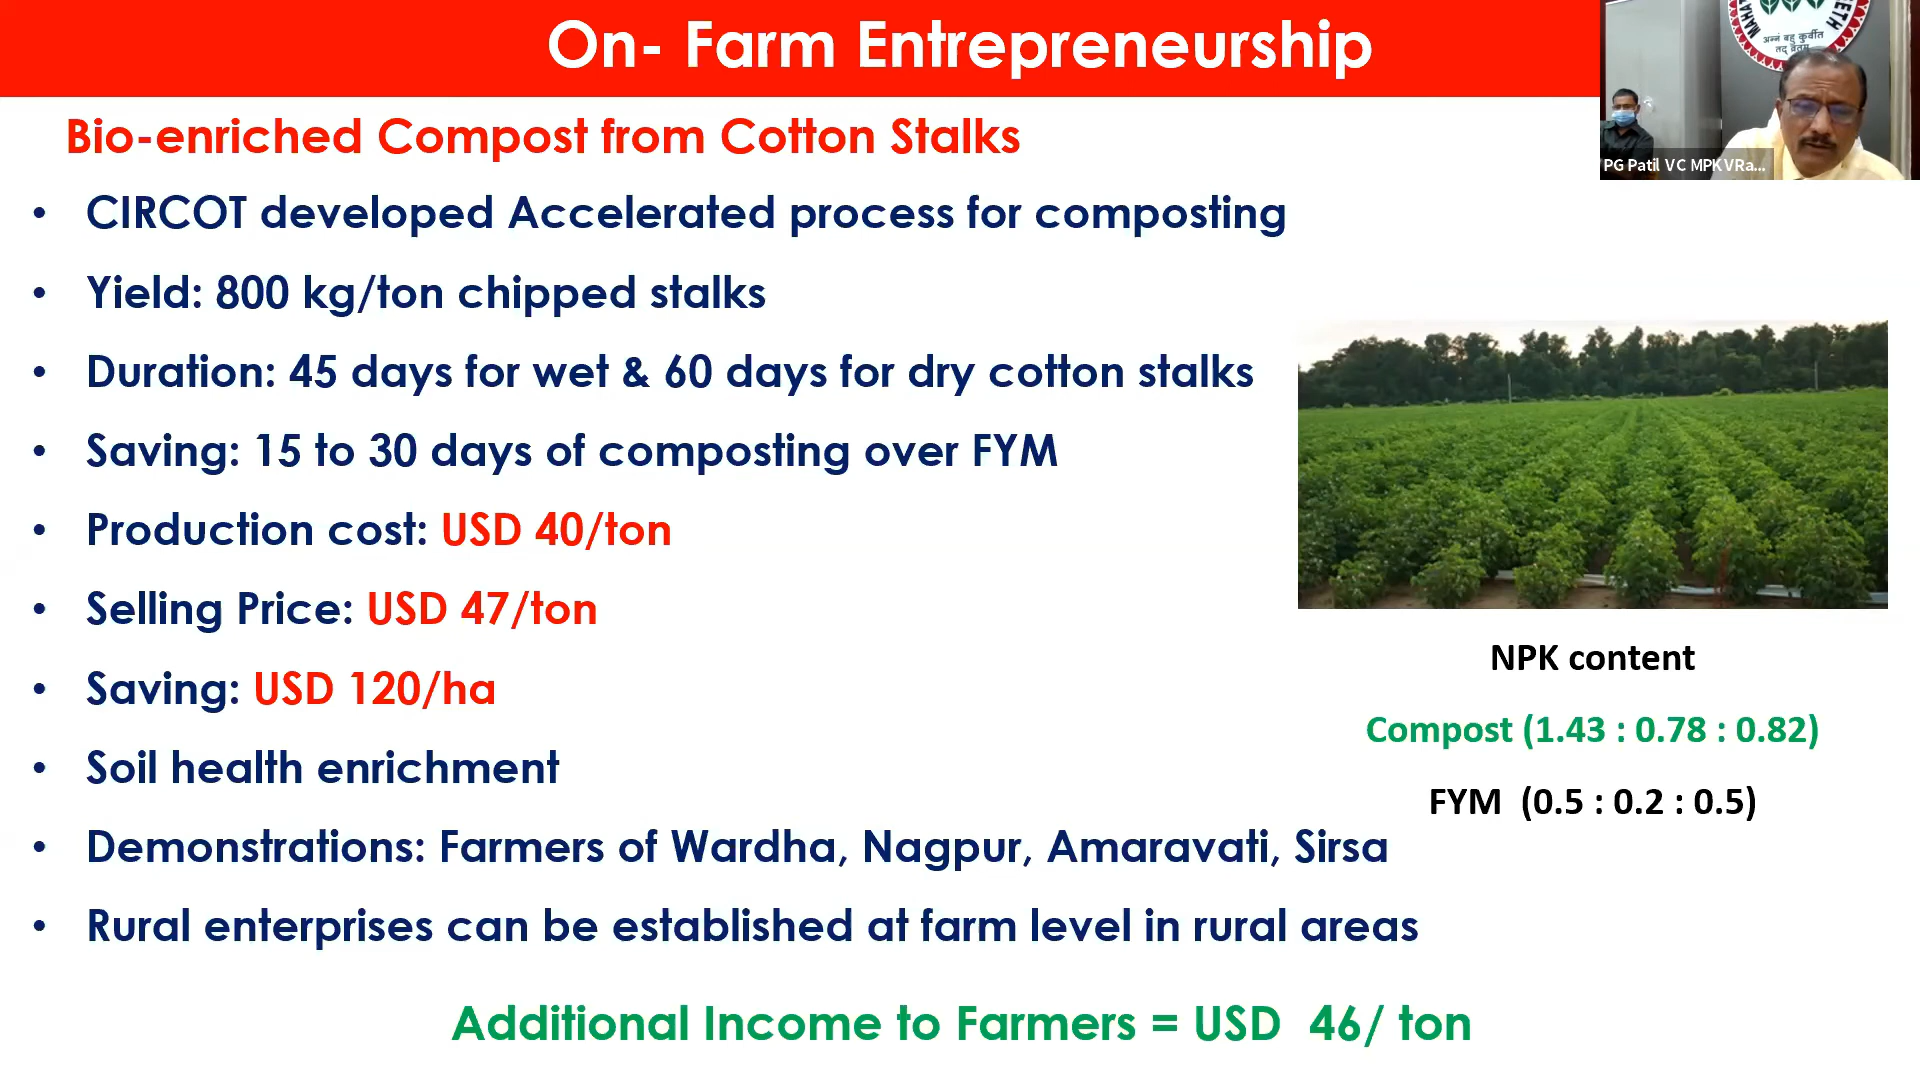 On- Farm Entrepreneurship
Bio-enriched Compost from Cotton Stalks
• CIRCOT developed Accelerated process for composting
• Yield: 800 kg/ton chipped stalks
• Duration: 45 days for wet & 60 days for dry cotton stalks
• Saving: 15 to 30 days of composting over FYM
• Production cost: USD 40/ton
• Selling Price: USD 47/ton
• Saving: USD 120/ha
• Soil health enrichment
• Demonstrations: Farmers of Wardha, Nagpur, Amaravati, Sirsa
• Rural enterprises can be established at farm level in rural areas
Additional Income to Farmers = USD 46/ ton
NPK content
Compost (1.43 : 0.78 : 0.82)
FYM (0.5 : 0.2 : 0.5)
अन्नं बहु कुर्वीत
PG Patil VC MPKVRa...